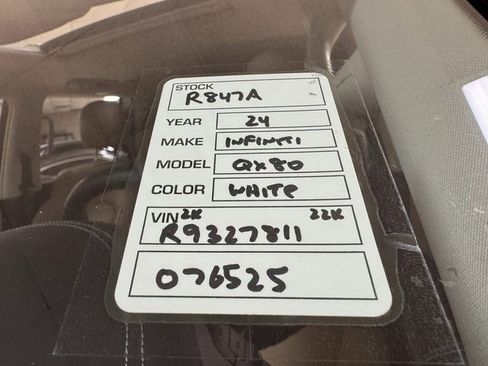 STOCK
R847A
YEAR 24
MAKE INFINITI
MODEL QX80
COLOR WHITE
VIN 2K 22K
R9327811
076525